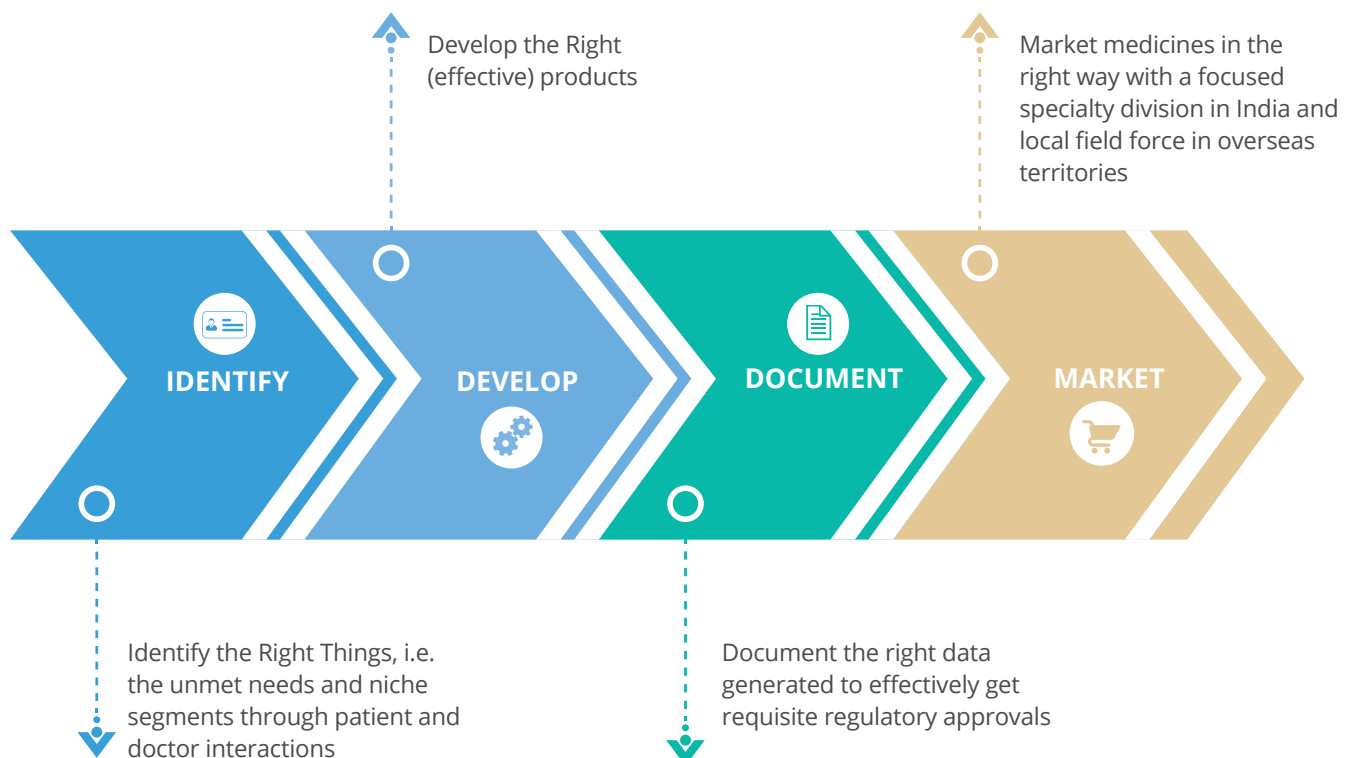 Develop the Right
(effective) products
Market medicines in the
right way with a focused
specialty division in India and
local field force in overseas
territories
IDENTIFY
DEVELOP
DOCUMENT
MARKET
Identify the Right Things, i.e.
the unmet needs and niche
segments through patient and
doctor interactions
Document the right data
generated to effectively get
requisite regulatory approvals